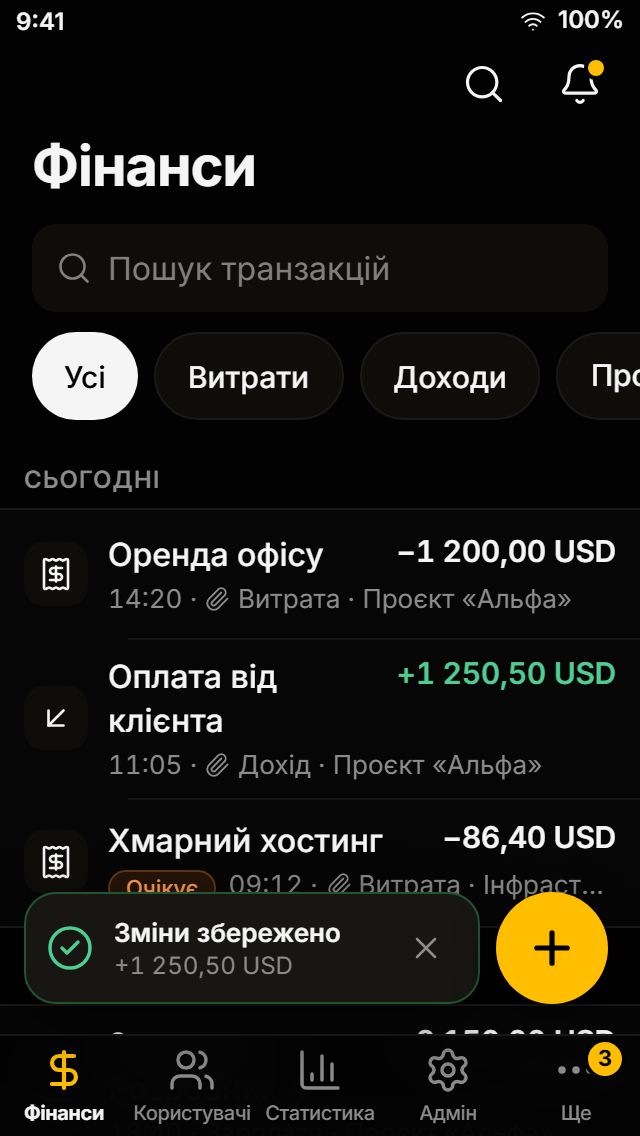 9:41 100%
Фінанси
Пошук транзакцій
Усі Витрати Доходи Про
СЬОГОДНІ
Оренда офісу −1 200,00 USD
14:20 · Витрата · Проєкт «Альфа»
Оплата від +1 250,50 USD
клієнта
11:05 · Дохід · Проєкт «Альфа»
Хмарний хостинг −86,40 USD
Очікує 09:12 · Витрата · Інфраст...
Зміни збережено
+1 250,50 USD
3
Фінанси Користувачі Статистика Адмін Ще